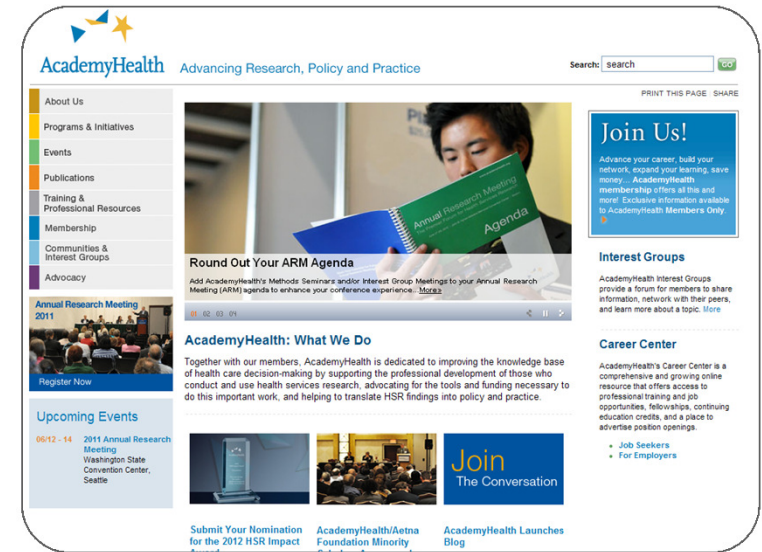 AcademyHealth
Advancing Research, Policy and Practice
Search: search GO
PRINT THIS PAGE SHARE
About Us
Programs & Initiatives
Events
Publications
Training &
Professional Resources
Membership
Communities &
Interest Groups
Advocacy
Annual Research Meeting
2011
Register Now
Upcoming Events
06/12 - 14 2011 Annual Research
Meeting
Washington State
Convention Center,
Seattle
Annual Research Meeting
Agenda
Round Out Your ARM Agenda
Add AcademyHealth's Methods Seminars and/or Interest Group Meetings to your Annual Research
Meeting (ARM) agenda to enhance your conference experience... More»
01 02 03 04
AcademyHealth: What We Do
Together with our members, AcademyHealth is dedicated to improving the knowledge base
of health care decision-making by supporting the professional development of those who
conduct and use health services research, advocating for the tools and funding necessary to
do this important work, and helping to translate HSR findings into policy and practice.
Join
The Conversation
Submit Your Nomination
for the 2012 HSR Impact
AcademyHealth/Aetna
Foundation Minority
AcademyHealth Launches
Blog
Join Us!
Advance your career, build your
network, expand your learning, save
money... AcademyHealth
membership offers all this and
more! Exclusive information available
to AcademyHealth Members Only.
Interest Groups
AcademyHealth Interest Groups
provide a forum for members to share
information, network with their peers,
and learn more about a topic. More
Career Center
AcademyHealth's Career Center is a
comprehensive and growing online
resource that offers access to
professional training and job
opportunities, fellowships, continuing
education credits, and a place to
advertise position openings.
Job Seekers
For Employers